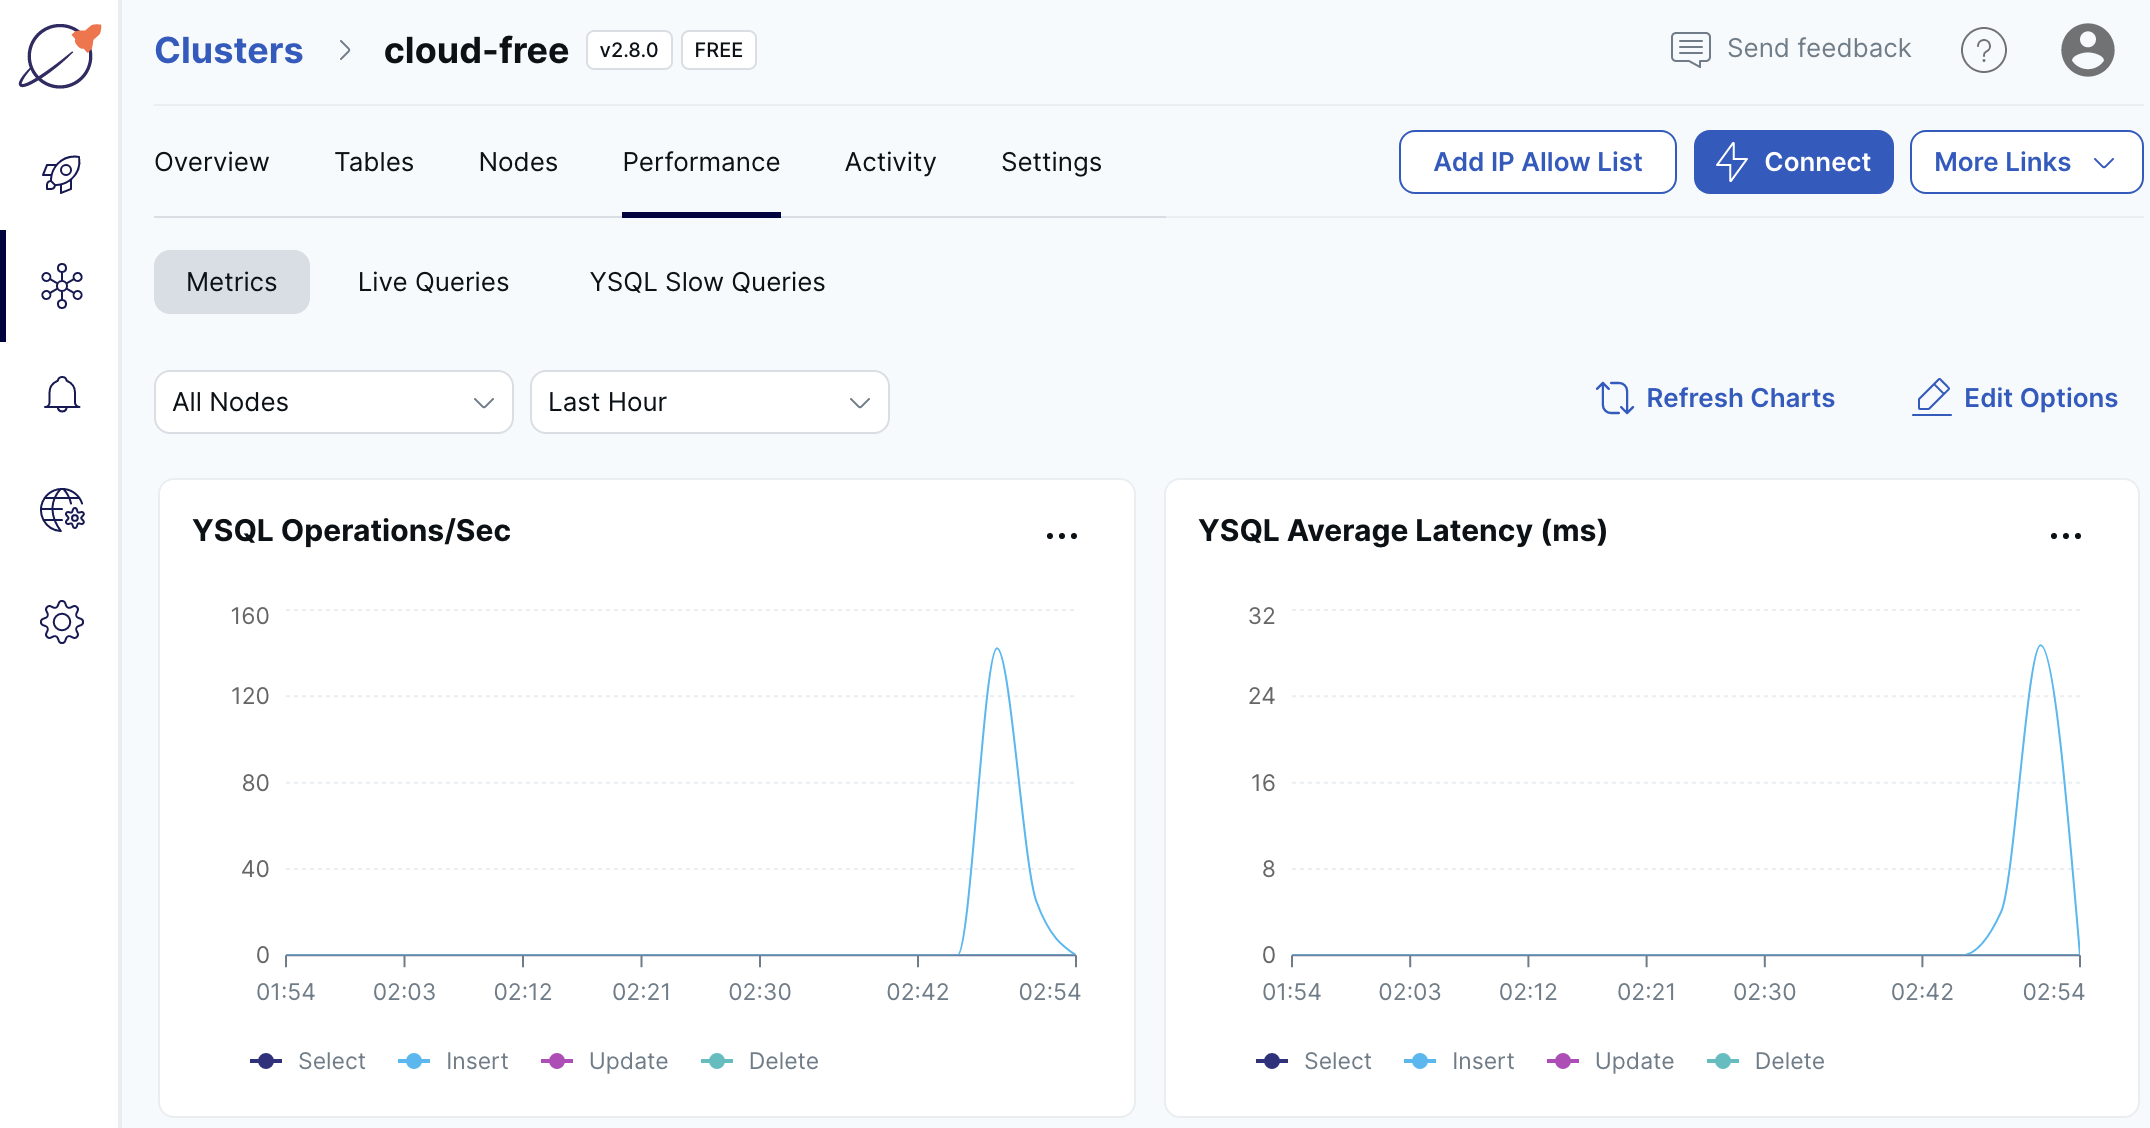 Clusters > cloud-free v2.8.0 FREE Send feedback ?
Overview Tables Nodes Performance Activity Settings Add IP Allow List Connect More Links
Metrics Live Queries YSQL Slow Queries
All Nodes Last Hour Refresh Charts Edit Options
YSQL Operations/Sec ...
160
120
80
40
0
01:54 02:03 02:12 02:21 02:30 02:42 02:54
Select Insert Update Delete
YSQL Average Latency (ms) ...
32
24
16
8
0
01:54 02:03 02:12 02:21 02:30 02:42 02:54
Select Insert Update Delete